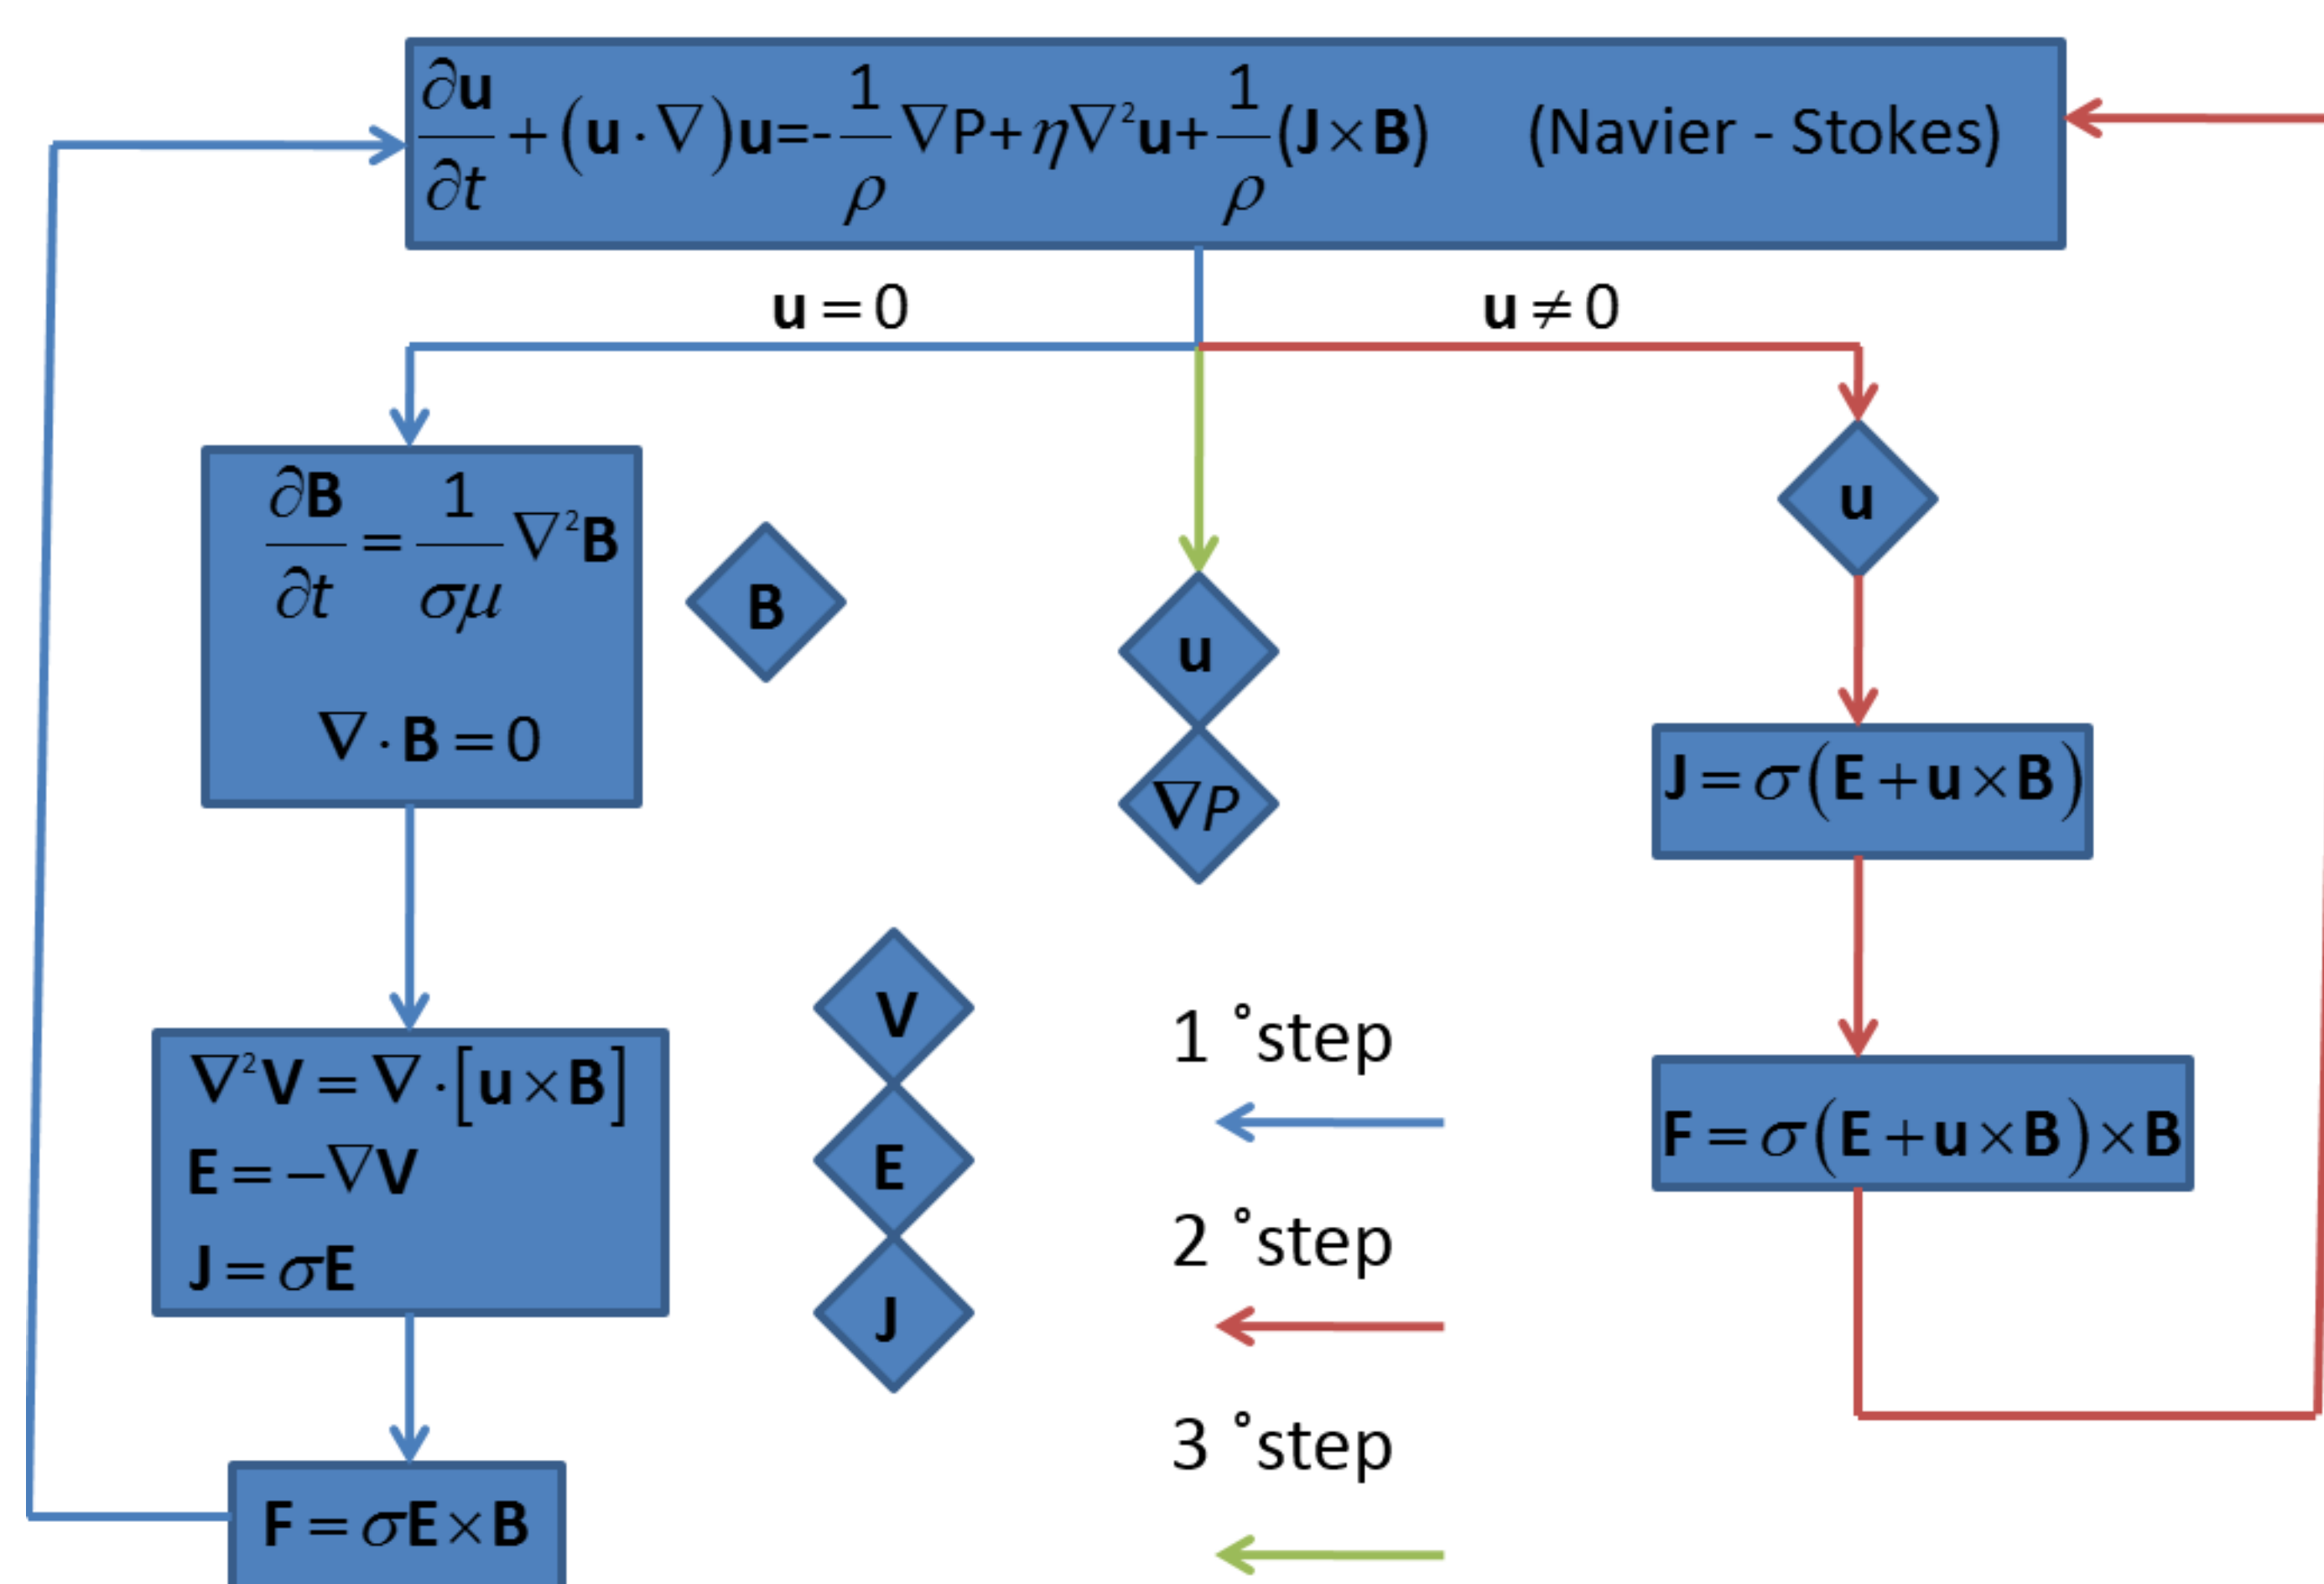 ∂u/∂t + (u · ∇)u=-1/ρ ∇P+ η∇²u+ 1/ρ (J×B) (Navier - Stokes)
u = 0
u ≠ 0
∂B/∂t = 1/σμ ∇²B
∇ · B = 0
B
u
∇P
u
J = σ(E + u × B)
F = σ(E + u × B) × B
∇²V = ∇ · [u × B]
E = −∇V
J = σE
V
E
J
F = σE × B
1 °step
2 °step
3 °step